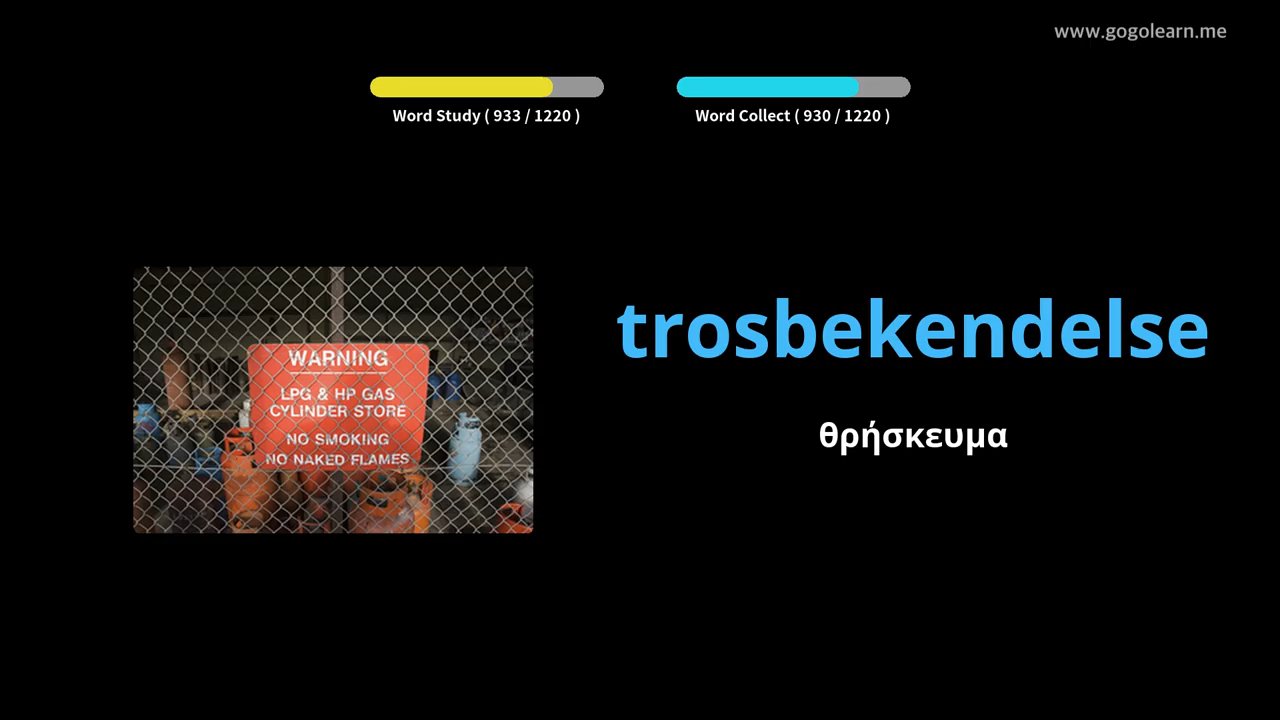 www.gogolearn.me
Word Study ( 933 / 1220 )
Word Collect ( 930 / 1220 )
WARNING
LPG & HP GAS
CYLINDER STORE
NO SMOKING
NO NAKED FLAMES
trosbekendelse
θρήσκευμα